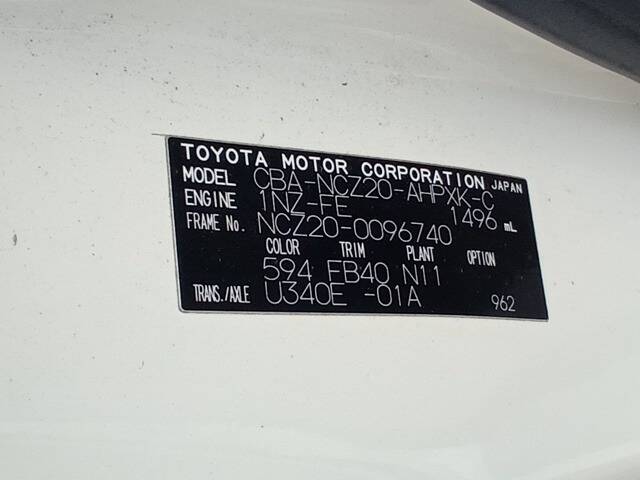 TOYOTA MOTOR CORPORATION JAPAN
MODEL CBA-NCZ20-AHPXK-C
ENGINE 1NZ-FE 1496 mL
FRAME No. NCZ20-0096740
COLOR TRIM PLANT OPTION
594 FB40 N11
TRANS./AXLE U340E -01A 962